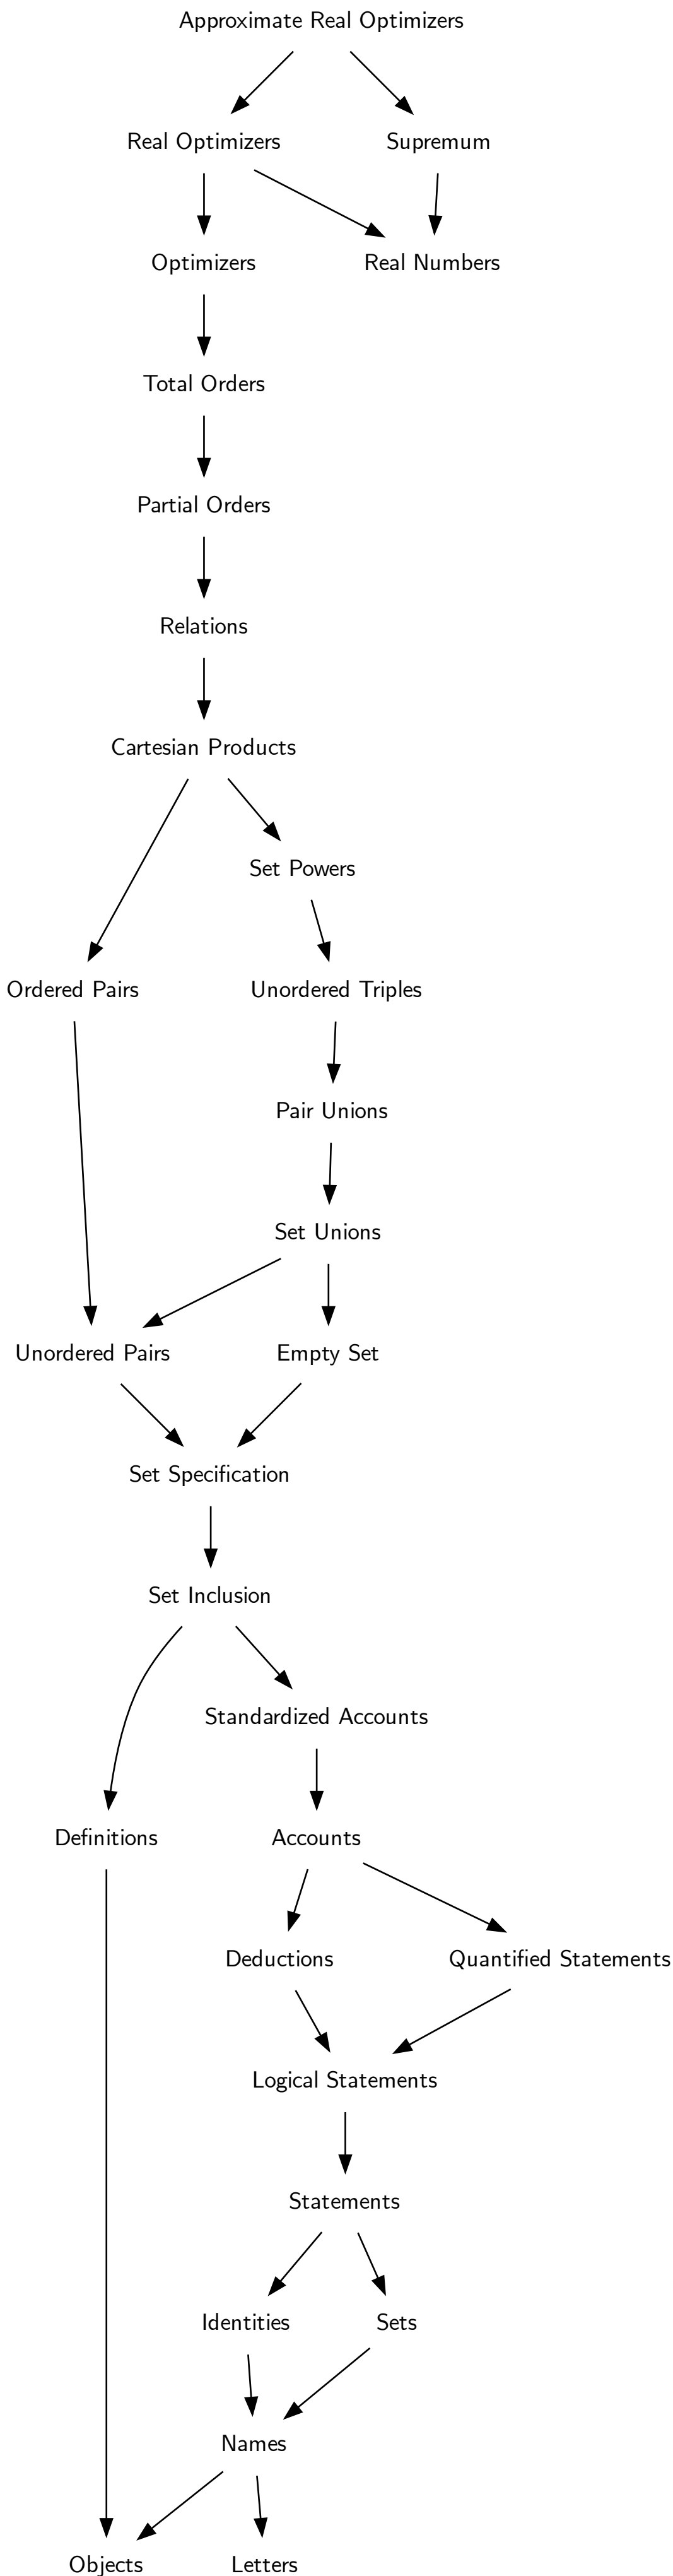 Approximate Real Optimizers
Real Optimizers
Supremum
Optimizers
Real Numbers
Total Orders
Partial Orders
Relations
Cartesian Products
Set Powers
Ordered Pairs
Unordered Triples
Pair Unions
Set Unions
Unordered Pairs
Empty Set
Set Specification
Set Inclusion
Standardized Accounts
Definitions
Accounts
Deductions
Quantified Statements
Logical Statements
Statements
Identities
Sets
Names
Objects
Letters